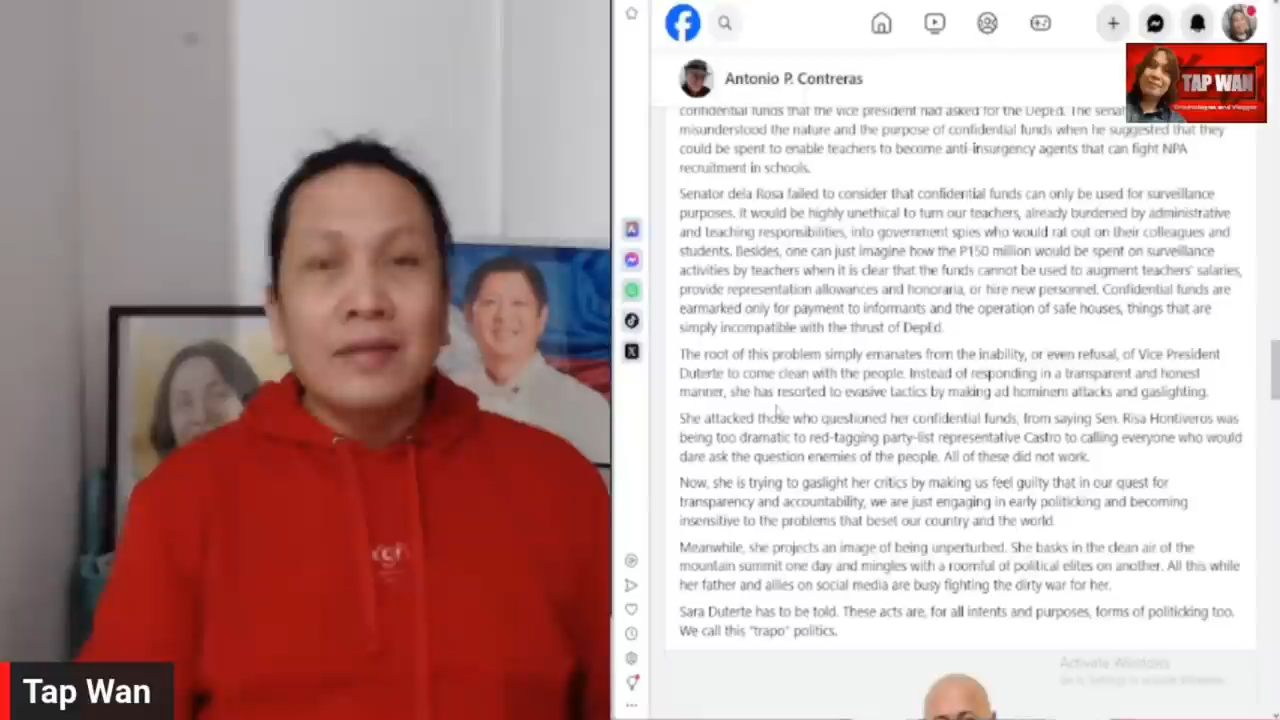 Antonio P. Contreras
TAP WAN
confidential funds that the vice president had asked for the DepEd. The
misunderstood the nature and the purpose of confidential funds when he suggested that they
could be spent to enable teachers to become anti-insurgency agents that can fight NPA
recruitment in schools.
Senator dela Rosa failed to consider that confidential funds can only be used for surveillance
purposes. It would be highly unethical to turn our teachers, already burdened by administrative
and teaching responsibilities, into government spies who would rat out on their colleagues and
students. Besides, one can just imagine how the P150 million would be spent on surveillance
activities by teachers when it is clear that the funds cannot be used to augment teachers' salaries,
provide representation allowances and honoraria, or hire new personnel. Confidential funds are
earmarked only for payment to informants and the operation of safe houses, things that are
simply incompatible with the thrust of DepEd.
The root of this problem simply emanates from the inability, or even refusal, of Vice President
Duterte to come clean with the people. Instead of responding in a transparent and honest
manner, she has resorted to evasive tactics by making ad hominem attacks and gaslighting.
She attacked those who questioned her confidential funds, from saying Sen. Risa Hontiveros was
being too dramatic to red-tagging party-list representative Castro to calling everyone who would
dare ask the question enemies of the people. All of these did not work.
Now, she is trying to gaslight her critics by making us feel guilty that in our quest for
transparency and accountability, we are just engaging in early politicking and becoming
insensitive to the problems that beset our country and the world.
Meanwhile, she projects an image of being unperturbed. She basks in the clean air of the
mountain summit one day and mingles with a roomful of political elites on another. All this while
her father and allies on social media are busy fighting the dirty war for her.
Sara Duterte has to be told. These acts are, for all intents and purposes, forms of politicking too.
We call this "trapo" politics.
Activate Windows
Go to Settings to activate Windows.
Tap Wan